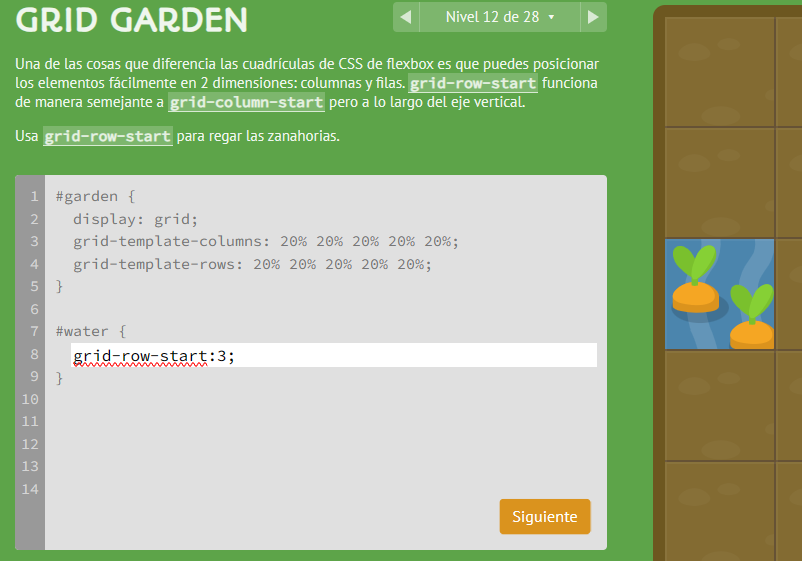 GRID GARDEN
◀ Nivel 12 de 28 ▾ ▶
Una de las cosas que diferencia las cuadrículas de CSS de flexbox es que puedes posicionar
los elementos fácilmente en 2 dimensiones: columnas y filas. grid-row-start funciona
de manera semejante a grid-column-start pero a lo largo del eje vertical.
Usa grid-row-start para regar las zanahorias.
1 #garden {
2 display: grid;
3 grid-template-columns: 20% 20% 20% 20% 20%;
4 grid-template-rows: 20% 20% 20% 20% 20%;
5 }
6
7 #water {
8 grid-row-start:3;
9 }
10
11
12
13
14
Siguiente